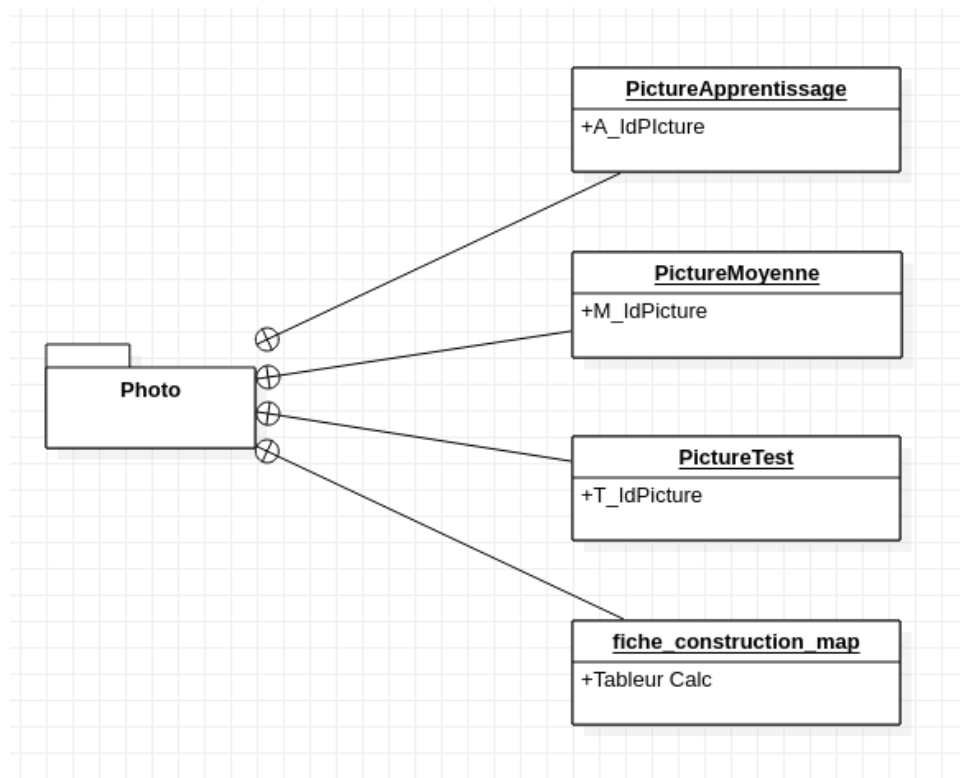 PictureApprentissage
+A_IdPIcture
PictureMoyenne
+M_IdPicture
Photo
PictureTest
+T_IdPicture
fiche_construction_map
+Tableur Calc